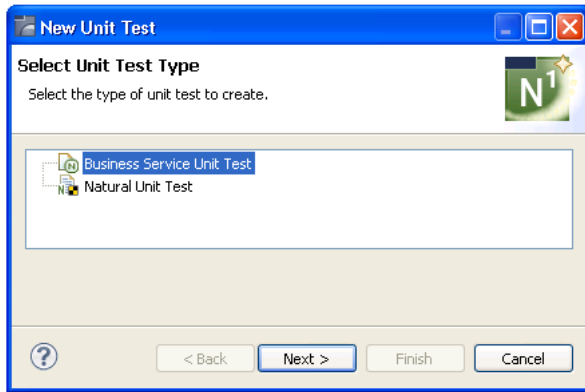 New Unit Test
Select Unit Test Type
Select the type of unit test to create.
N1
Business Service Unit Test
Natural Unit Test
< Back Next > Finish Cancel